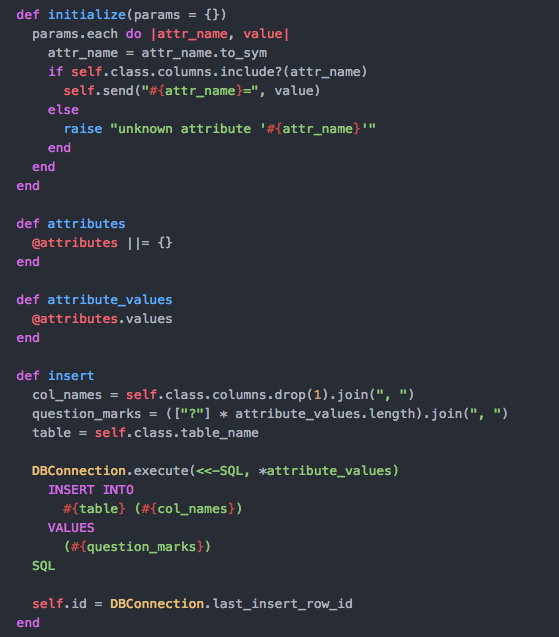 def initialize(params = {})
  params.each do |attr_name, value|
    attr_name = attr_name.to_sym
    if self.class.columns.include?(attr_name)
      self.send("#{attr_name}=", value)
    else
      raise "unknown attribute '#{attr_name}'"
    end
  end
end

def attributes
  @attributes ||= {}
end

def attribute_values
  @attributes.values
end

def insert
  col_names = self.class.columns.drop(1).join(", ")
  question_marks = (["?"] * attribute_values.length).join(", ")
  table = self.class.table_name

  DBConnection.execute(<<-SQL, *attribute_values)
    INSERT INTO
      #{table} (#{col_names})
    VALUES
      (#{question_marks})
  SQL

  self.id = DBConnection.last_insert_row_id
end